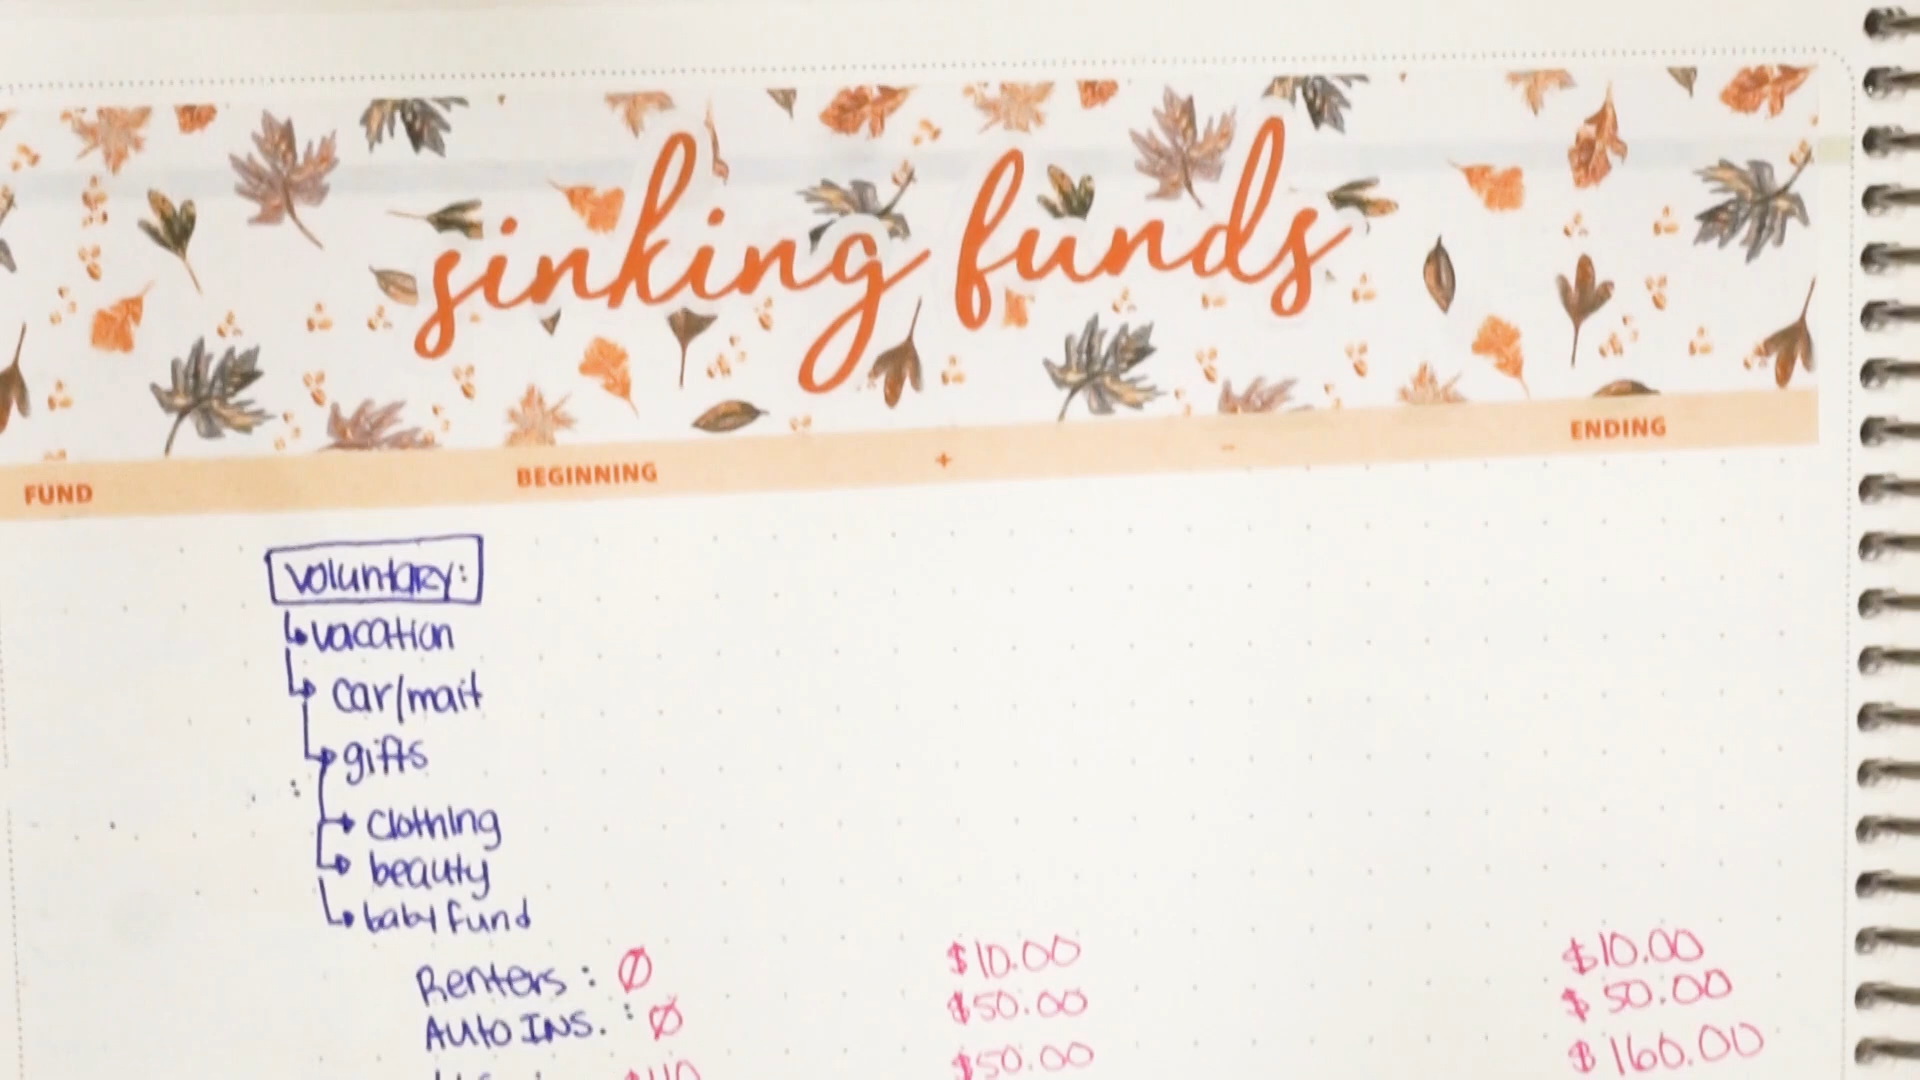 sinking funds
FUND BEGINNING + - ENDING
Voluntary:
vacation
car/mait
gifts
clothing
beauty
baby fund
Renters: Ø $10.00 $10.00
Auto INS.: Ø $50.00 $50.00
$50.00 $160.00